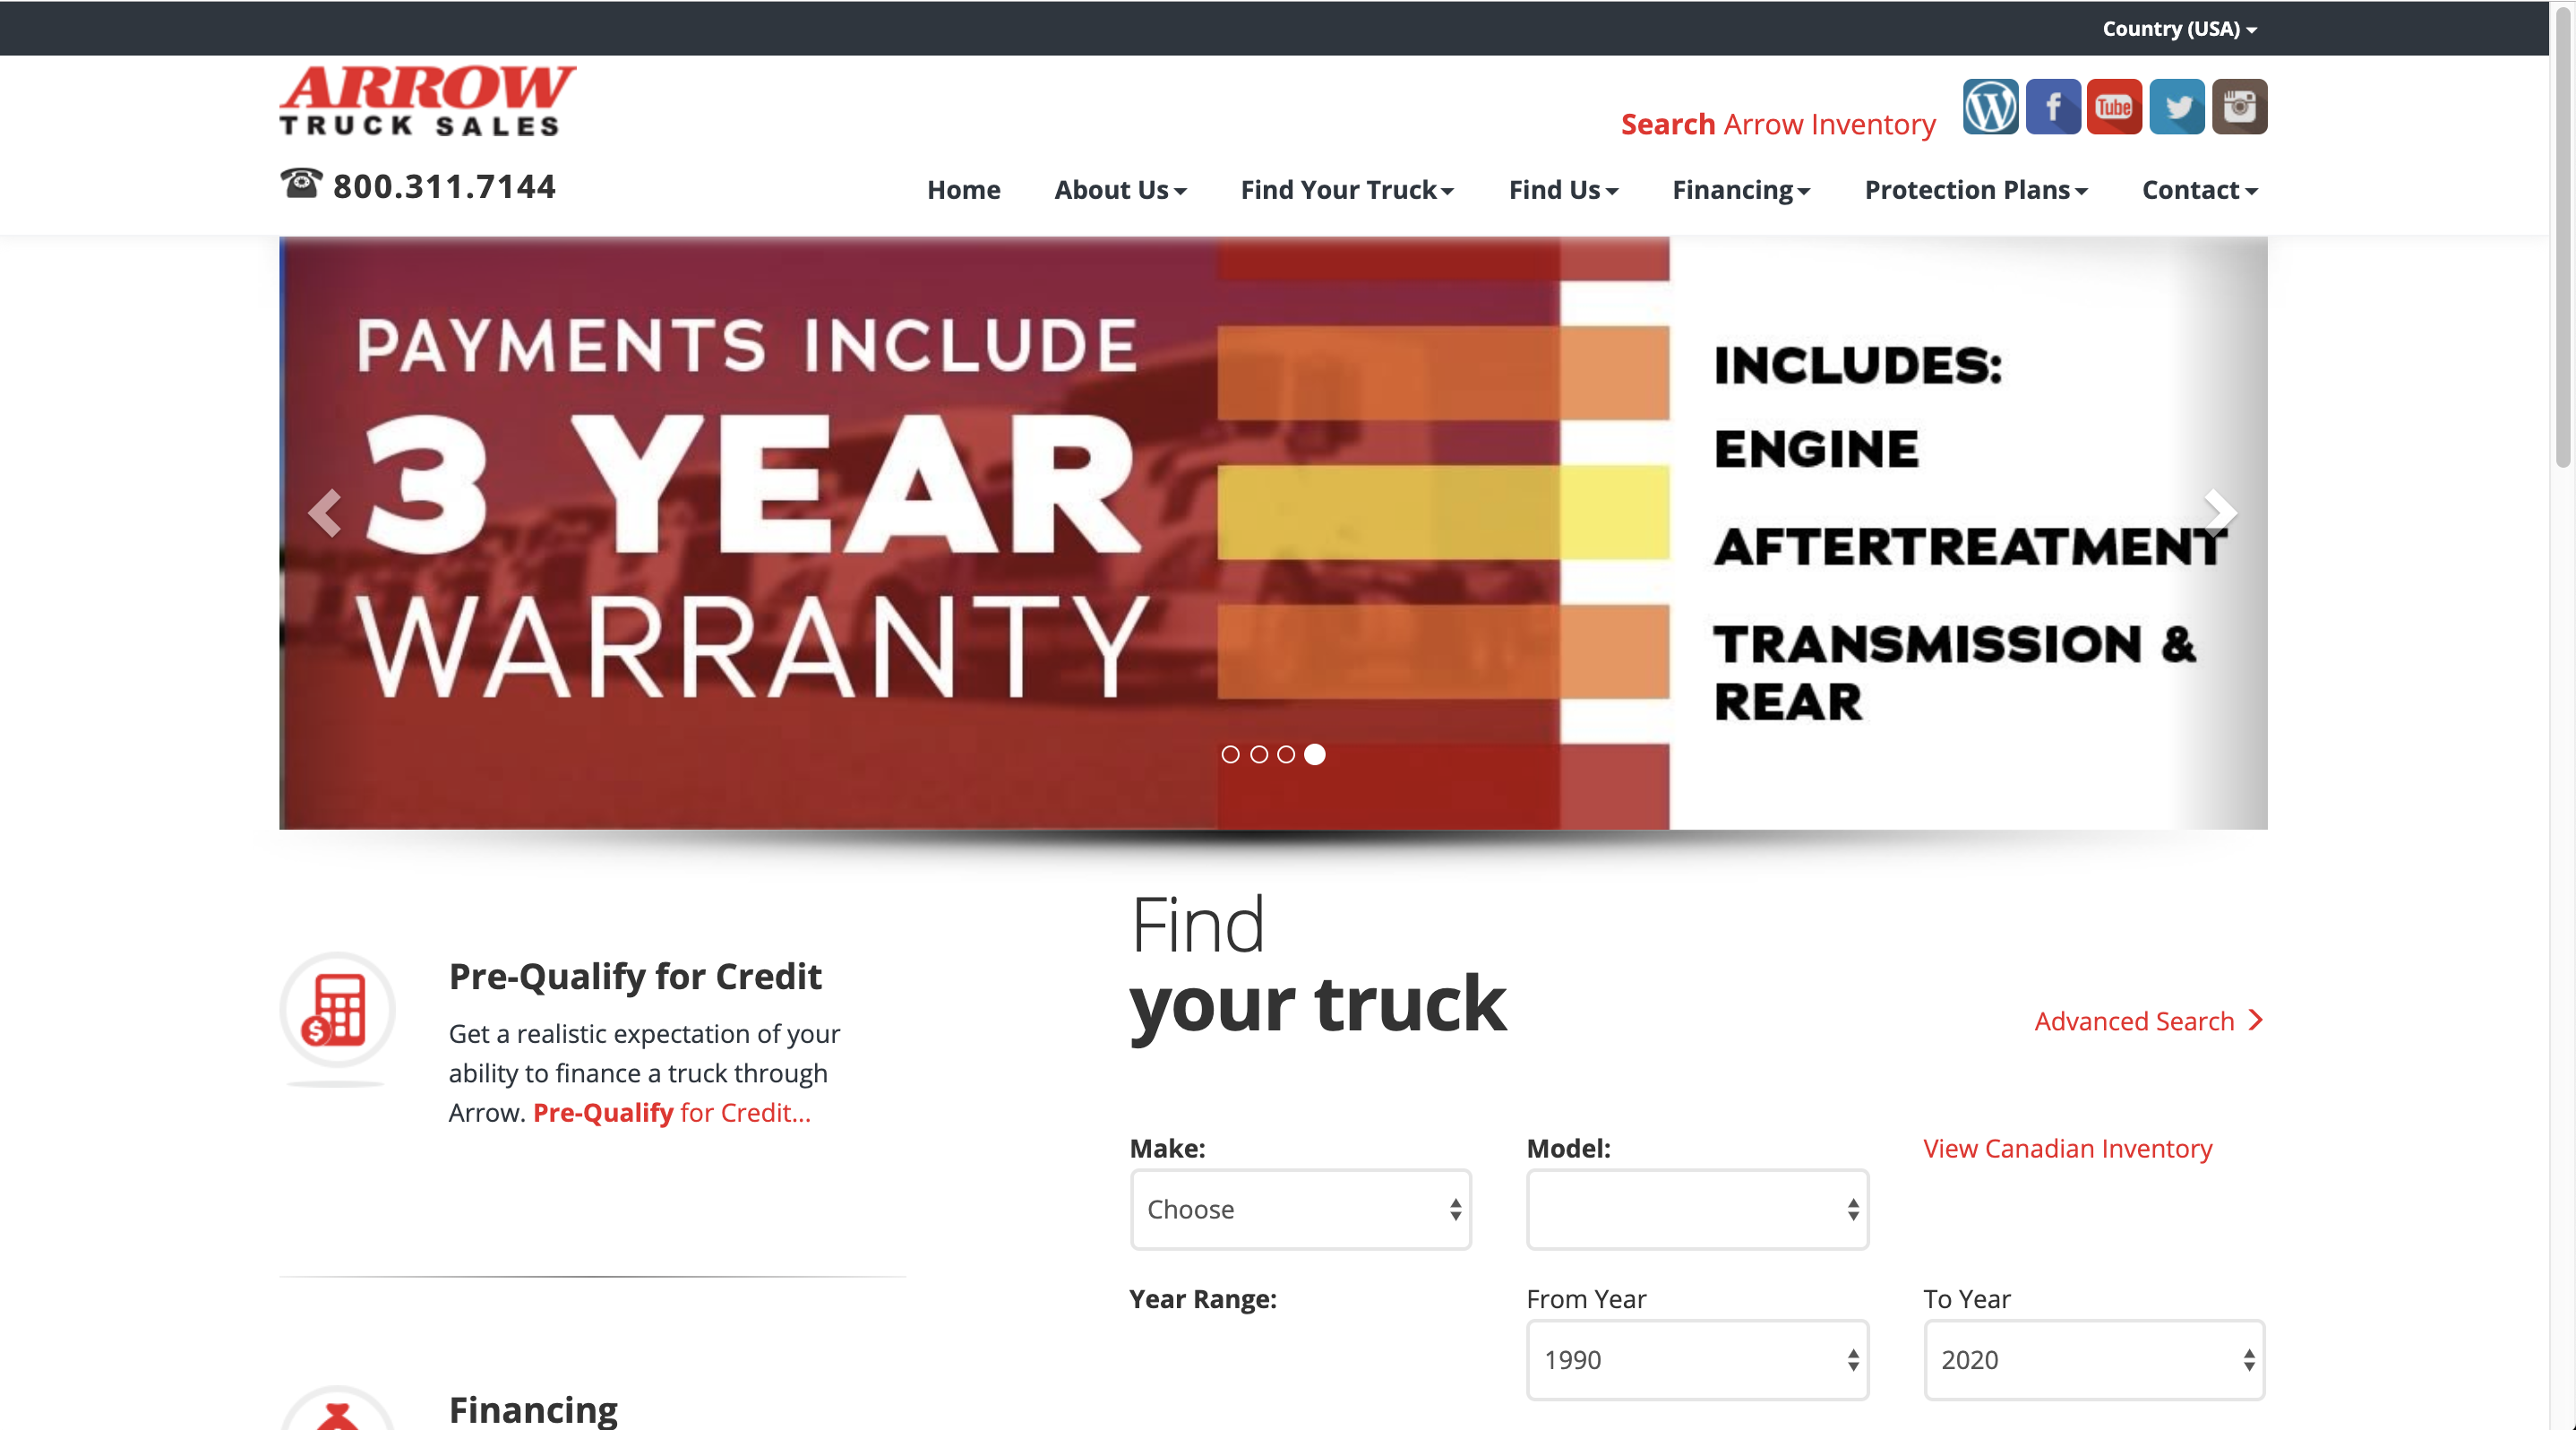 Country (USA)
ARROW
TRUCK SALES
Search Arrow Inventory
f
Tube
800.311.7144
Home About Us Find Your Truck Find Us Financing Protection Plans Contact
PAYMENTS INCLUDE
3 YEAR
WARRANTY
INCLUDES:
ENGINE
AFTERTREATMENT
TRANSMISSION &
REAR
Find
your truck
Advanced Search
Pre-Qualify for Credit
Get a realistic expectation of your
ability to finance a truck through
Arrow. Pre-Qualify for Credit...
Make: Model: View Canadian Inventory
Choose
Year Range: From Year To Year
1990 2020
Financing